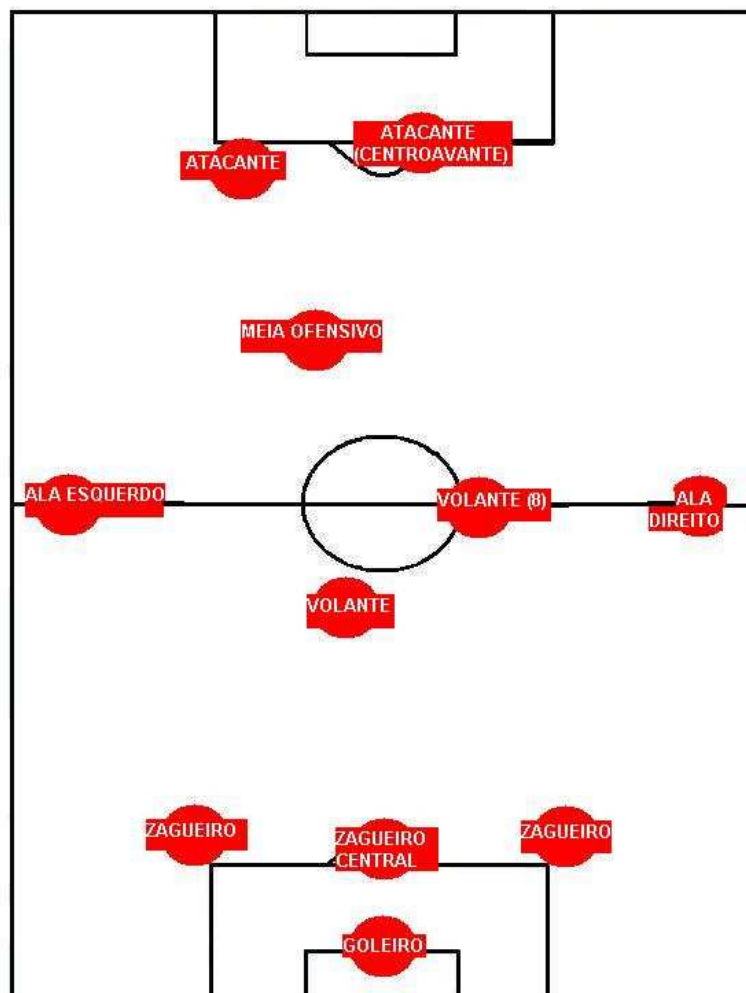 ATACANTE
(CENTROAVANTE)
ATACANTE
MEIA OFENSIVO
ALA ESQUERDO
VOLANTE (8)
ALA
DIREITO
VOLANTE
ZAGUEIRO
ZAGUEIRO
CENTRAL
ZAGUEIRO
GOLEIRO